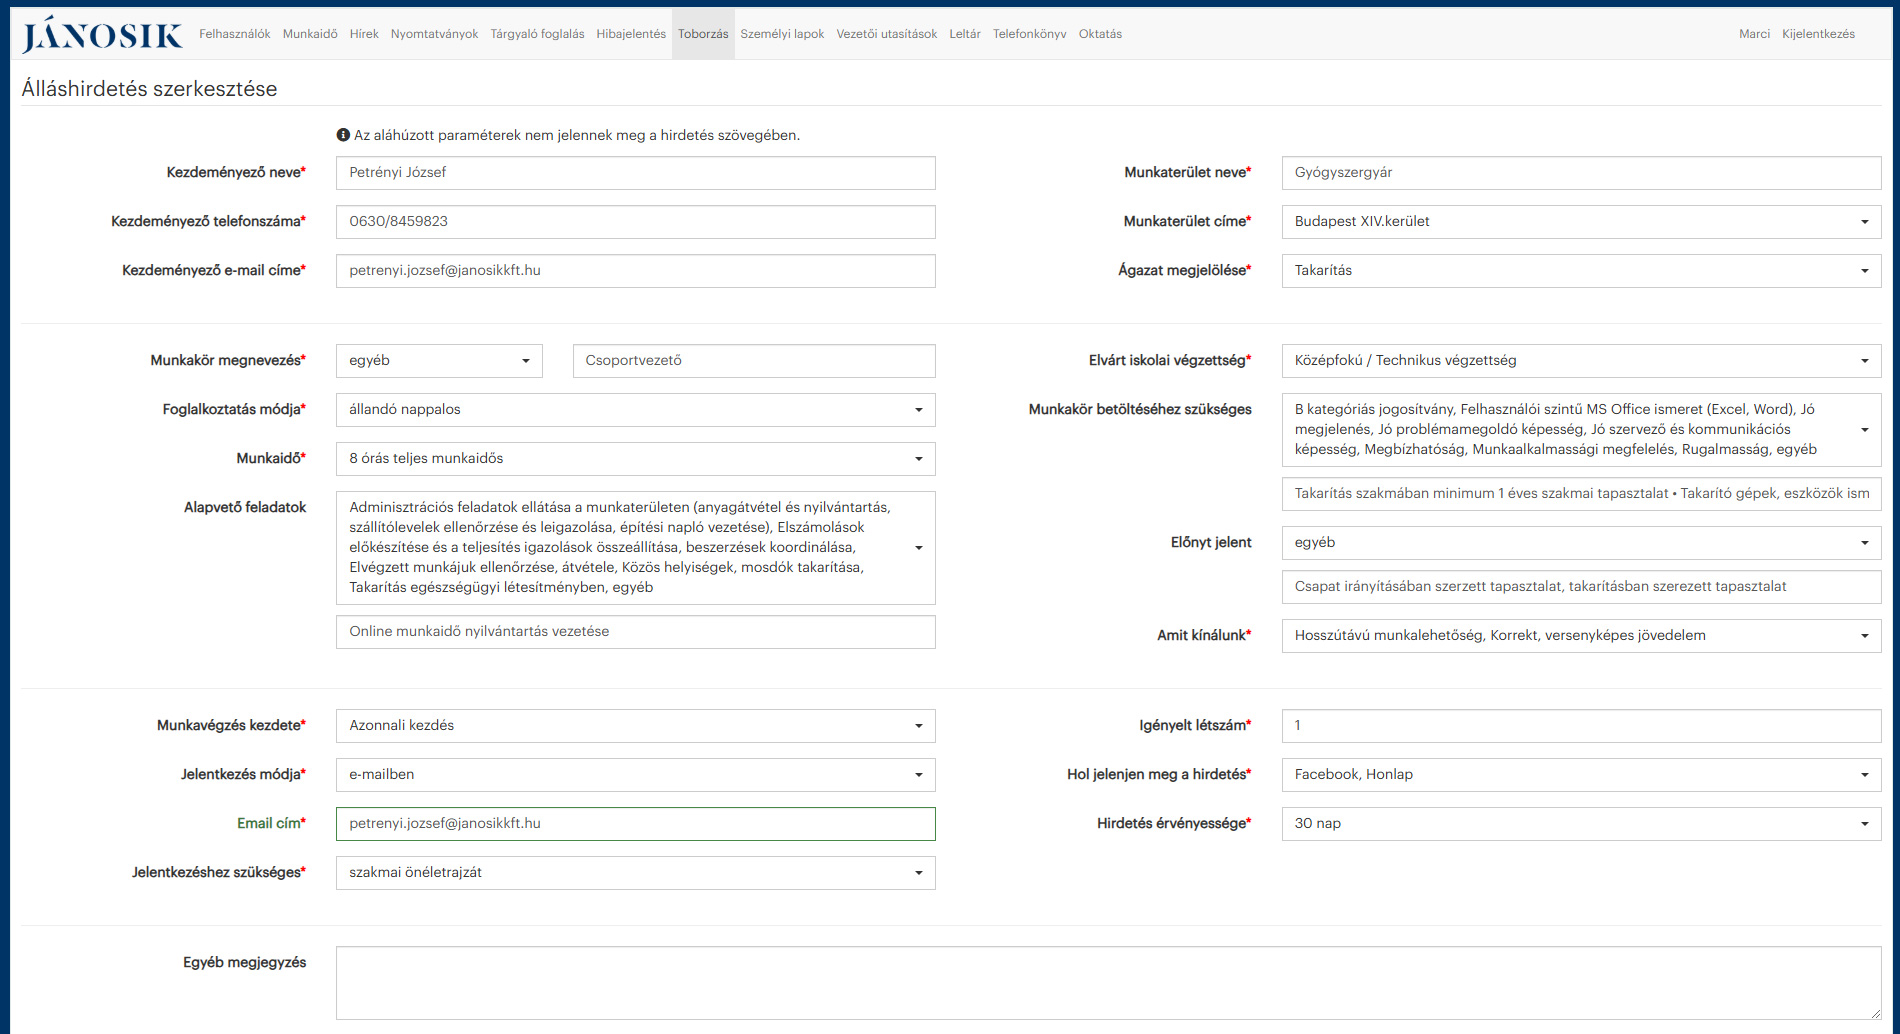 JÁNOSIK Felhasználók Munkaidő Hírek Nyomtatványok Tárgyaló foglalás Hibajelentés Toborzás Személyi lapok Vezetői utasítások Leltár Telefonkönyv Oktatás Marci Kijelentkezés
Álláshirdetés szerkesztése
Az aláhúzott paraméterek nem jelennek meg a hirdetés szövegében.
Kezdeményező neve* Petrényi József
Kezdeményező telefonszáma* 0630/8459823
Kezdeményező e-mail címe* petrenyi.jozsef@janosikkft.hu
Munkaterület neve* Gyógyszergyár
Munkaterület címe* Budapest XIV.kerület
Ágazat megjelölése* Takarítás
Munkakör megnevezés* egyéb Csoportvezető
Foglalkoztatás módja* állandó nappalos
Munkaidő* 8 órás teljes munkaidős
Alapvető feladatok Adminisztrációs feladatok ellátása a munkaterületen (anyagátvétel és nyilvántartás,
szállítólevelek ellenőrzése és leigazolása, építési napló vezetése), Elszámolások
előkészítése és a teljesítés igazolások összeállítása, beszerzések koordinálása,
Elvégzett munkájuk ellenőrzése, átvétele, Közös helyiségek, mosdók takarítása,
Takarítás egészségügyi létesítményben, egyéb
Online munkaidő nyilvántartás vezetése
Elvárt iskolai végzettség* Középfokú / Technikus végzettség
Munkakör betöltéséhez szükséges B kategóriás jogosítvány, Felhasználói szintű MS Office ismeret (Excel, Word), Jó
megjelenés, Jó problémamegoldó képesség, Jó szervező és kommunikációs
képesség, Megbízhatóság, Munkaalkalmassági megfelelés, Rugalmasság, egyéb
Takarítás szakmában minimum 1 éves szakmai tapasztalat • Takarító gépek, eszközök ism
Előnyt jelent egyéb
Csapat irányításában szerzett tapasztalat, takarításban szerezett tapasztalat
Amit kínálunk* Hosszútávú munkalehetőség, Korrekt, versenyképes jövedelem
Munkavégzés kezdete* Azonnali kezdés
Jelentkezés módja* e-mailben
Email cím* petrenyi.jozsef@janosikkft.hu
Jelentkezéshez szükséges* szakmai önéletrajzát
Igényelt létszám* 1
Hol jelenjen meg a hirdetés* Facebook, Honlap
Hirdetés érvényessége* 30 nap
Egyéb megjegyzés